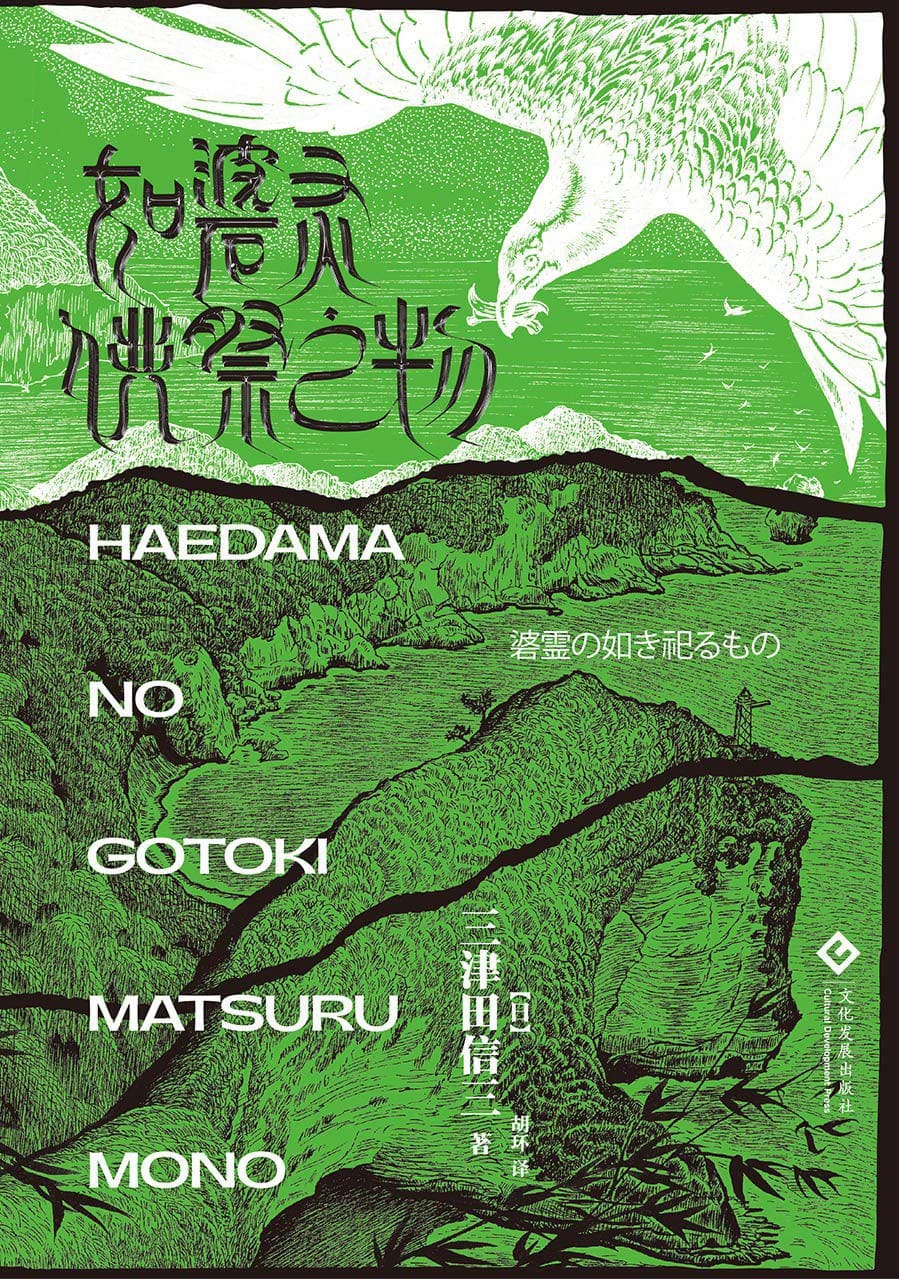 如碆灵
供祭之物
HAEDAMA
碆霊の如き祀るもの
NO
GOTOKI
MATSURU
MONO
[日]
三津田信三 著
胡环 译
文化发展出版社
Cultural Development Press